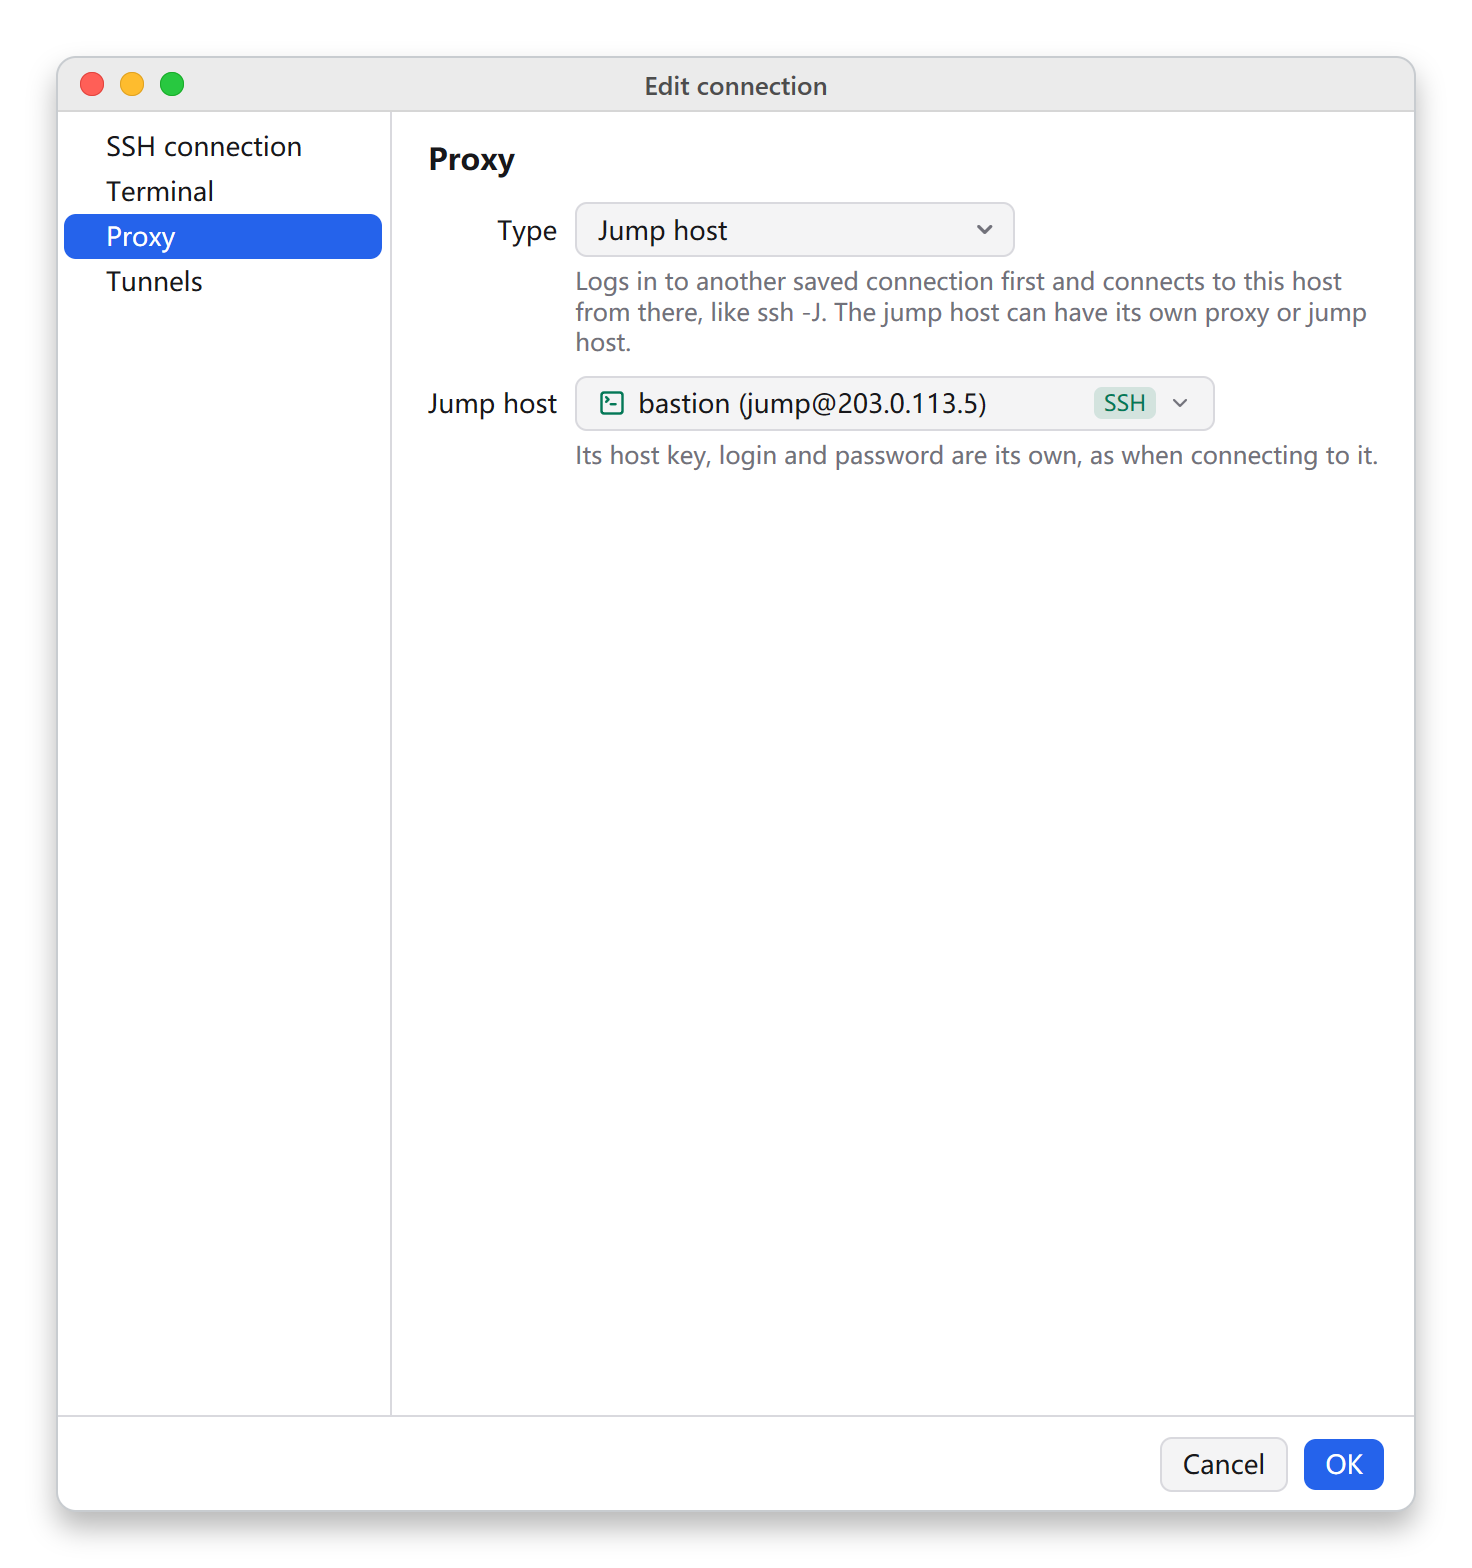 Edit connection
SSH connection
Terminal
Proxy
Tunnels
Proxy
Type
Jump host
Logs in to another saved connection first and connects to this host
from there, like ssh -J. The jump host can have its own proxy or jump
host.
Jump host
bastion (jump@203.0.113.5)
SSH
Its host key, login and password are its own, as when connecting to it.
Cancel
OK